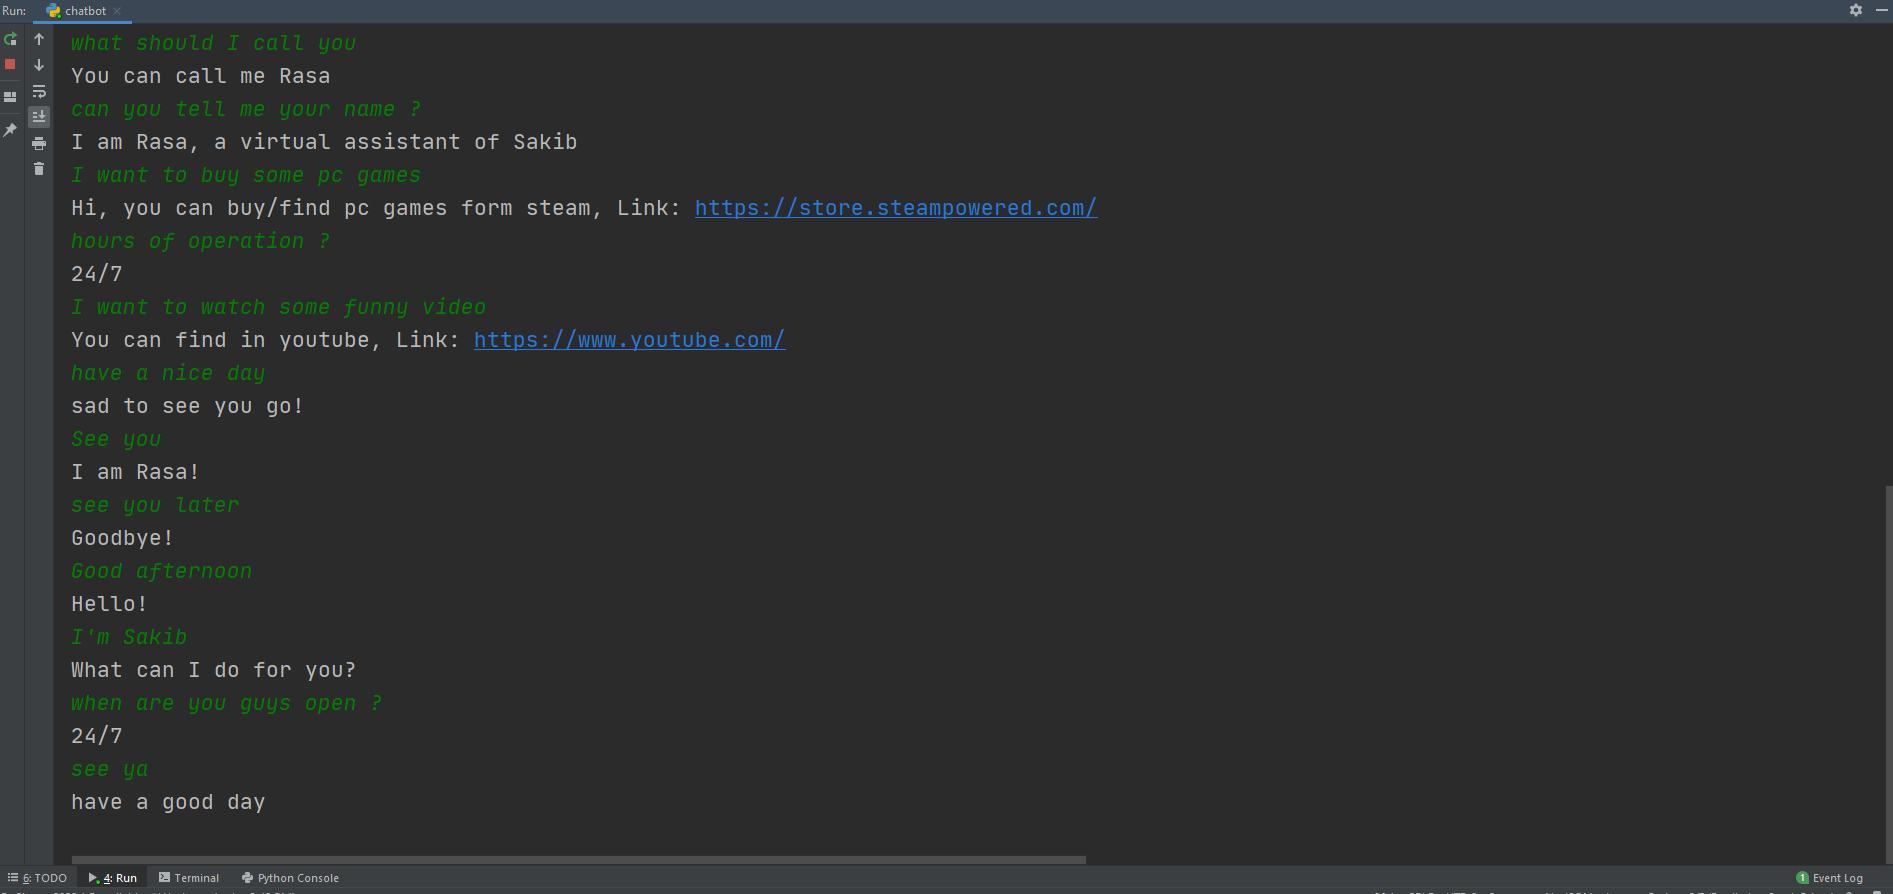 Run: chatbot
what should I call you
You can call me Rasa
can you tell me your name ?
I am Rasa, a virtual assistant of Sakib
I want to buy some pc games
Hi, you can buy/find pc games form steam, Link: https://store.steampowered.com/
hours of operation ?
24/7
I want to watch some funny video
You can find in youtube, Link: https://www.youtube.com/
have a nice day
sad to see you go!
See you
I am Rasa!
see you later
Goodbye!
Good afternoon
Hello!
I'm Sakib
What can I do for you?
when are you guys open ?
24/7
see ya
have a good day
6: TODO 4: Run Terminal Python Console 1 Event Log